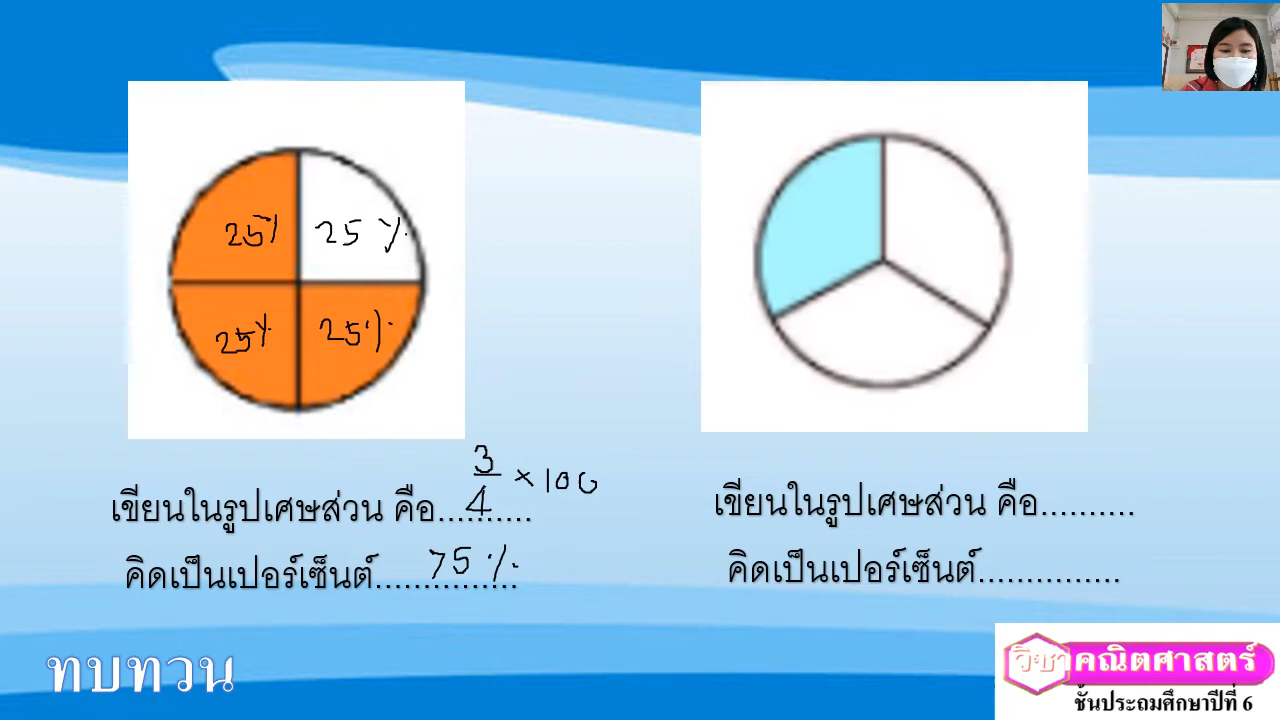 25%
25 %
25%
25%
3
4
× 100
เขียนในรูปเศษส่วน คือ..........
คิดเป็นเปอร์เซ็นต์...............
75 %
เขียนในรูปเศษส่วน คือ..........
คิดเป็นเปอร์เซ็นต์...............
ทบทวน
วิชาคณิตศาสตร์
ชั้นประถมศึกษาปีที่ 6